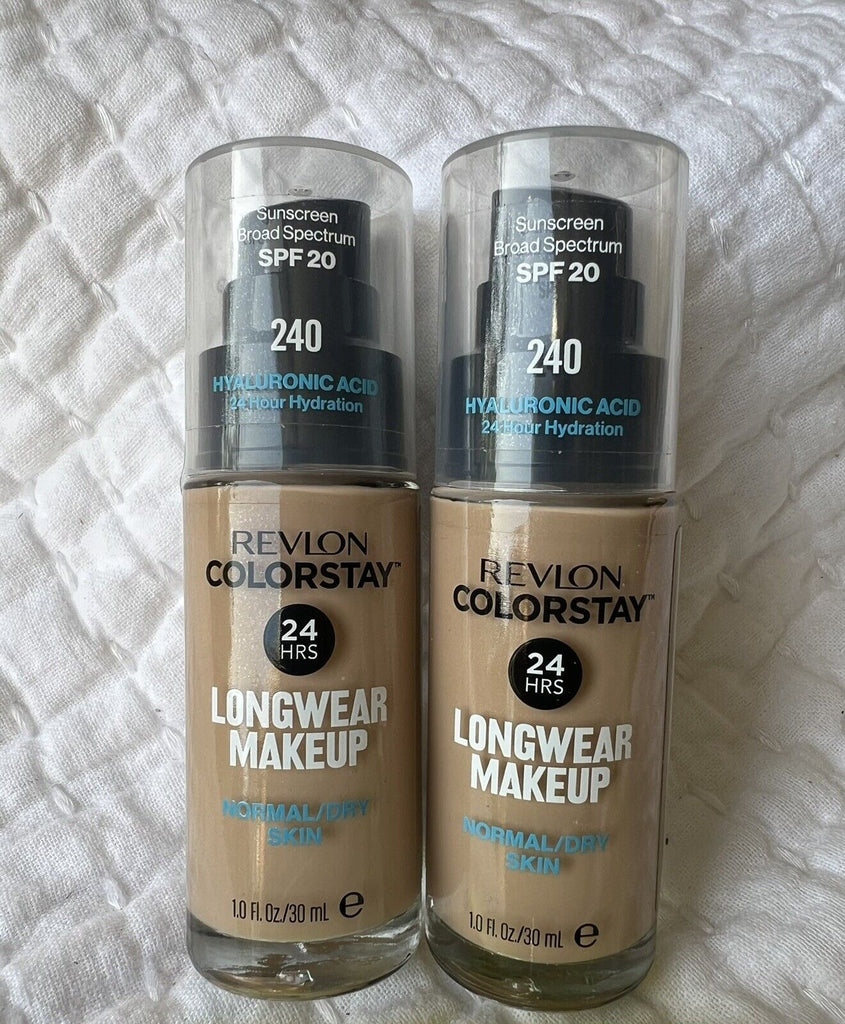 Sunscreen
Broad Spectrum
SPF 20
240
HYALURONIC ACID
24 Hour Hydration
REVLON
COLORSTAY™
24
HRS
LONGWEAR
MAKEUP
NORMAL/DRY
SKIN
1.0 Fl. Oz./30 mL e
Sunscreen
Broad Spectrum
SPF 20
240
HYALURONIC ACID
24 Hour Hydration
REVLON
COLORSTAY™
24
HRS
LONGWEAR
MAKEUP
NORMAL/DRY
SKIN
1.0 Fl. Oz./30 mL e